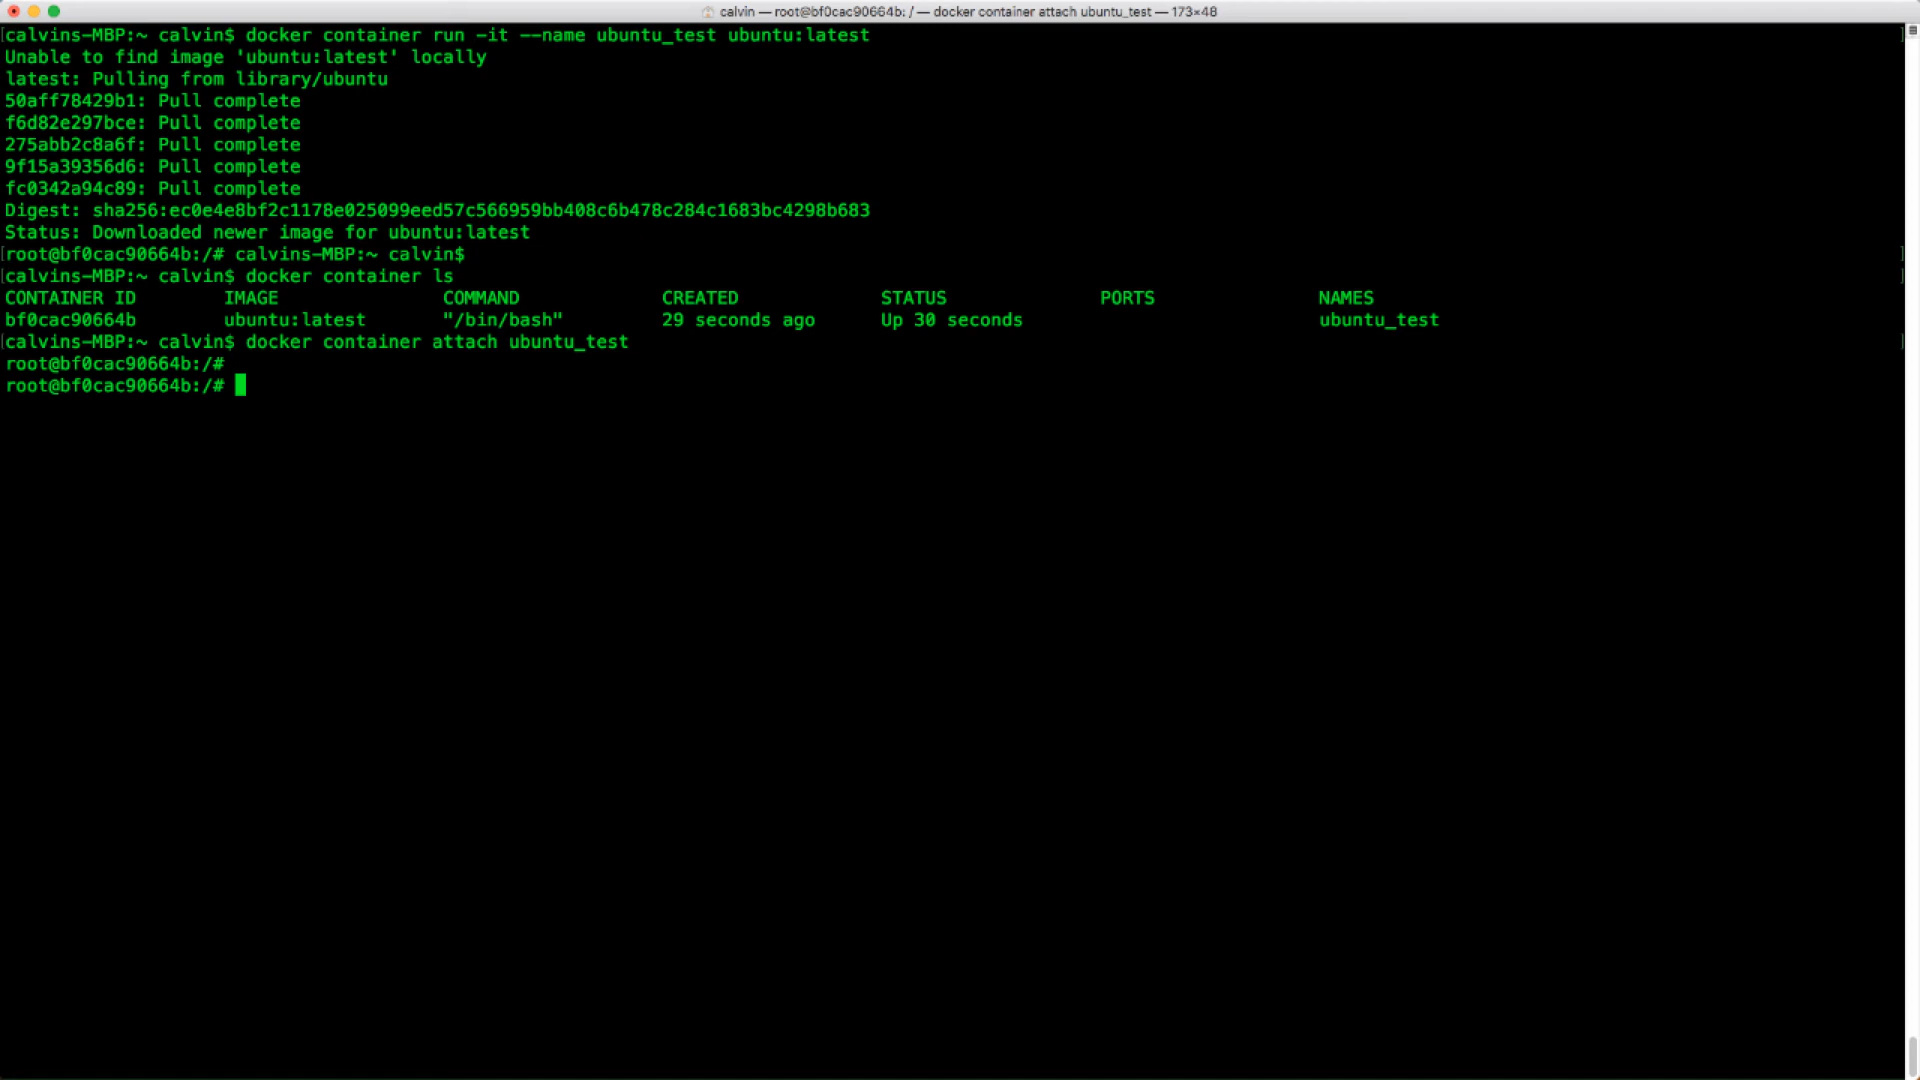 calvin — root@bf0cac90664b: / — docker container attach ubuntu_test — 173×48
[calvins-MBP:~ calvin$ docker container run -it --name ubuntu_test ubuntu:latest ]
Unable to find image 'ubuntu:latest' locally
latest: Pulling from library/ubuntu
50aff78429b1: Pull complete
f6d82e297bce: Pull complete
275abb2c8a6f: Pull complete
9f15a39356d6: Pull complete
fc0342a94c89: Pull complete
Digest: sha256:ec0e4e8bf2c1178e025099eed57c566959bb408c6b478c284c1683bc4298b683
Status: Downloaded newer image for ubuntu:latest
[root@bf0cac90664b:/# calvins-MBP:~ calvin$ ]
[calvins-MBP:~ calvin$ docker container ls ]
CONTAINER ID IMAGE COMMAND CREATED STATUS PORTS NAMES
bf0cac90664b ubuntu:latest "/bin/bash" 29 seconds ago Up 30 seconds ubuntu_test
[calvins-MBP:~ calvin$ docker container attach ubuntu_test ]
root@bf0cac90664b:/#
root@bf0cac90664b:/#